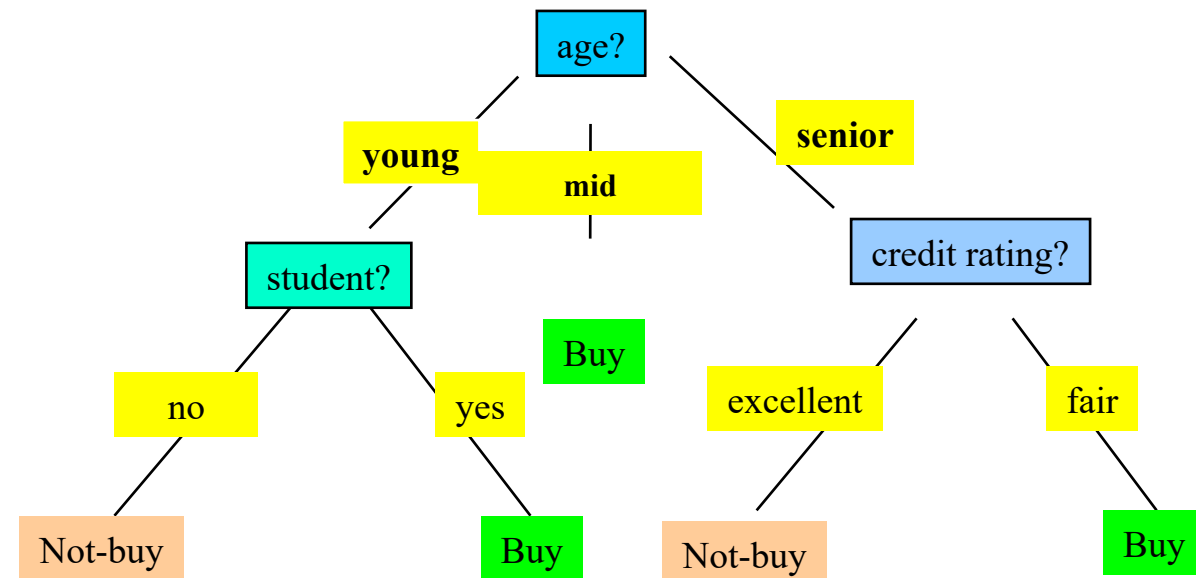 age?
young
mid
senior
student?
credit rating?
Buy
no
yes
excellent
fair
Not-buy
Buy
Not-buy
Buy